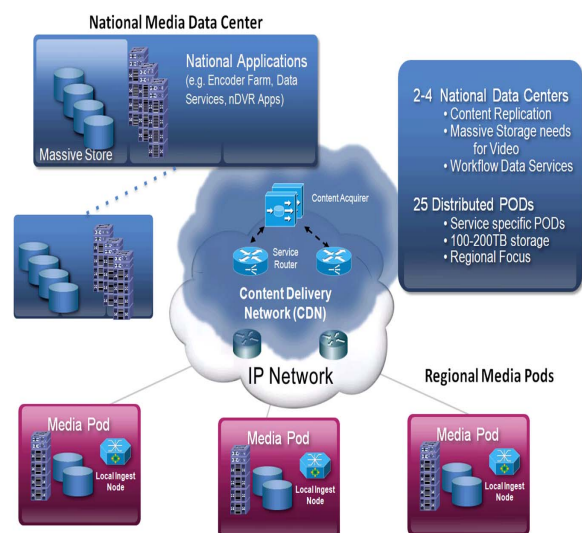 National Media Data Center
National Applications
(e.g. Encoder Farm, Data
Services, nDVR Apps)
Massive Store
2-4 National Data Centers
• Content Replication
• Massive Storage needs
for Video
• Workflow Data Services
25 Distributed PODs
• Service specific PODs
• 100-200TB storage
• Regional Focus
Content Acquirer
Service
Router
Content Delivery
Network (CDN)
IP Network
Regional Media Pods
Media Pod
Local Ingest
Node
Media Pod
Local Ingest
Node
Media Pod
Local Ingest
Node